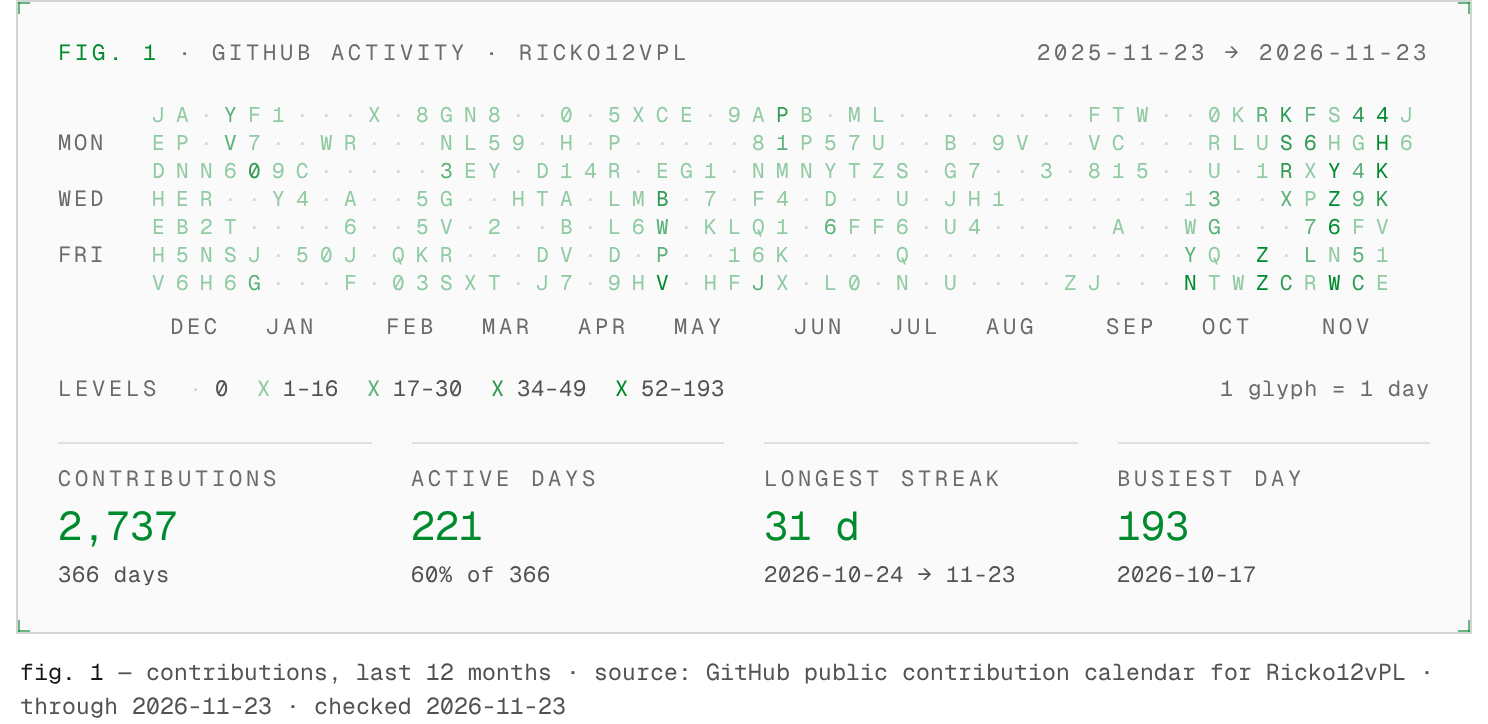 FIG. 1 · GITHUB ACTIVITY · RICKO12VPL
2025-11-23 → 2026-11-23
J A · Y F 1 · · · X · 8 G N 8 · · 0 · 5 X C E · 9 A P B · M L · · · · · · · · F T W · · 0 K R K F S 4 4 J
MON E P · V 7 · · W R · · · N L 5 9 · H · P · · · · · 8 1 P 5 7 U · · B · 9 V · · V C · · · R L U S 6 H G H 6
D N N 6 0 9 C · · · · · 3 E Y · D 1 4 R · E G 1 · N M N Y T Z S · G 7 · · 3 · 8 1 5 · · U · 1 R X Y 4 K
WED H E R · · Y 4 · A · · 5 G · · H T A · L M B · 7 · F 4 · D · · U · J H 1 · · · · · · · 1 3 · · X P Z 9 K
E B 2 T · · · · 6 · · 5 V · 2 · · B · L 6 W · K L Q 1 · 6 F F 6 · U 4 · · · · · A · · W G · · · 7 6 F V
FRI H 5 N S J · 5 0 J · Q K R · · · D V · D · P · · 1 6 K · · · · Q · · · · · · · · · · · Y Q · Z · L N 5 1
V 6 H 6 G · · · F · 0 3 S X T · J 7 · 9 H V · H F J X · L 0 · N · U · · · · Z J · · · N T W Z C R W C E
DEC JAN FEB MAR APR MAY JUN JUL AUG SEP OCT NOV
LEVELS · 0 X 1–16 X 17–30 X 34–49 X 52–193
1 glyph = 1 day
CONTRIBUTIONS ACTIVE DAYS LONGEST STREAK BUSIEST DAY
2,737 221 31 d 193
366 days 60% of 366 2026-10-24 → 11-23 2026-10-17
fig. 1 — contributions, last 12 months · source: GitHub public contribution calendar for Ricko12vPL ·
through 2026-11-23 · checked 2026-11-23